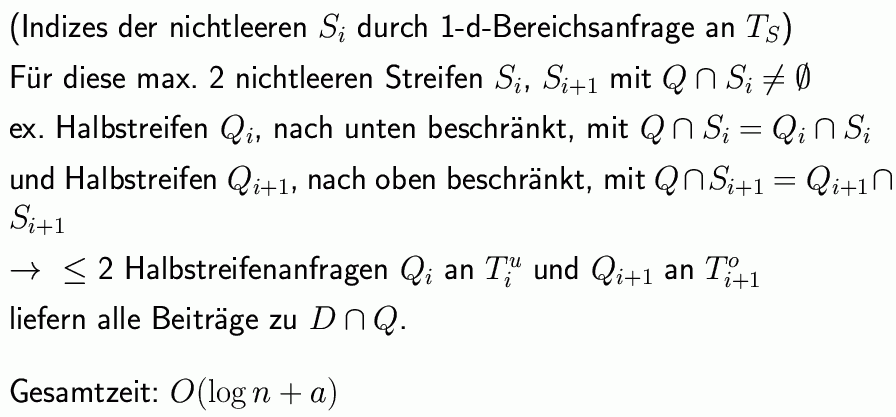 (Indizes der nichtleeren $S_i$ durch 1-d-Bereichsanfrage an $T_S$)
Für diese max. 2 nichtleeren Streifen $S_i$, $S_{i+1}$ mit $Q \cap S_i \neq \emptyset$
ex. Halbstreifen $Q_i$, nach unten beschränkt, mit $Q \cap S_i = Q_i \cap S_i$
und Halbstreifen $Q_{i+1}$, nach oben beschränkt, mit $Q \cap S_{i+1} = Q_{i+1} \cap$
$S_{i+1}$
$\rightarrow$ $\leq$ 2 Halbstreifenanfragen $Q_i$ an $T_i^u$ und $Q_{i+1}$ an $T_{i+1}^o$
liefern alle Beiträge zu $D \cap Q$.
Gesamtzeit: $O(\log n + a)$